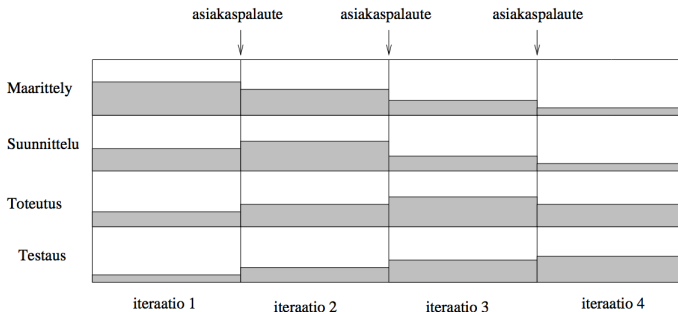 asiakaspalaute asiakaspalaute asiakaspalaute
Maarittely
Suunnittelu
Toteutus
Testaus
iteraatio 1 iteraatio 2 iteraatio 3 iteraatio 4